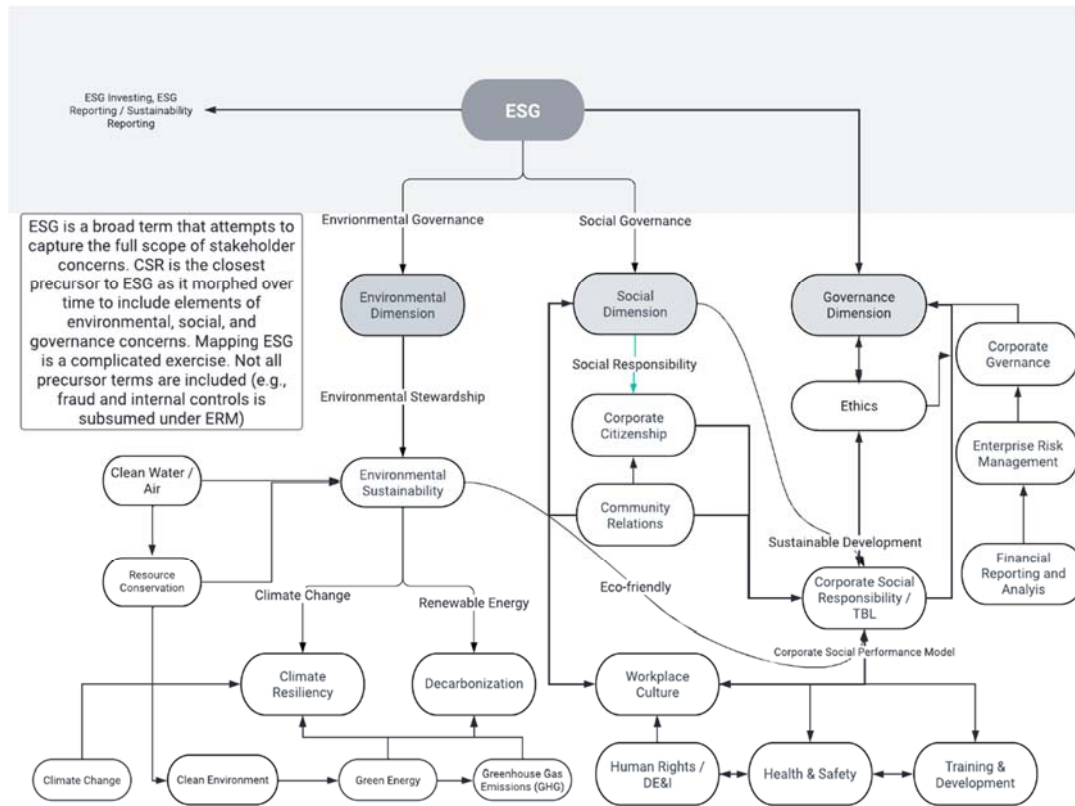 ESG
ESG Investing, ESG
Reporting / Sustainability
Reporting
Envrionmental Governance
Social Governance
ESG is a broad term that attempts to
capture the full scope of stakeholder
concerns. CSR is the closest
precursor to ESG as it morphed over
time to include elements of
environmental, social, and
governance concerns. Mapping ESG
is a complicated exercise. Not all
precursor terms are included (e.g.,
fraud and internal controls is
subsumed under ERM)
Environmental
Dimension
Social
Dimension
Governance
Dimension
Corporate
Gvernance
Social Responsibility
Environmental Stewardship
Ethics
Corporate
Citizenship
Enterprise Risk
Management
Clean Water /
Air
Environmental
Sustainability
Community
Relations
Sustainable Development
Financial
Reporting and
Analyis
Resource
Conservation
Climate Change
Renewable Energy
Eco-friendly
Corporate Social
Responsibility /
TBL
Corporate Social Performance Model
Climate
Resiliency
Decarbonization
Workplace
Culture
Climate Change
Clean Environment
Green Energy
Greenhouse Gas
Emissions (GHG)
Human Rights /
DE&I
Health & Safety
Training &
Development